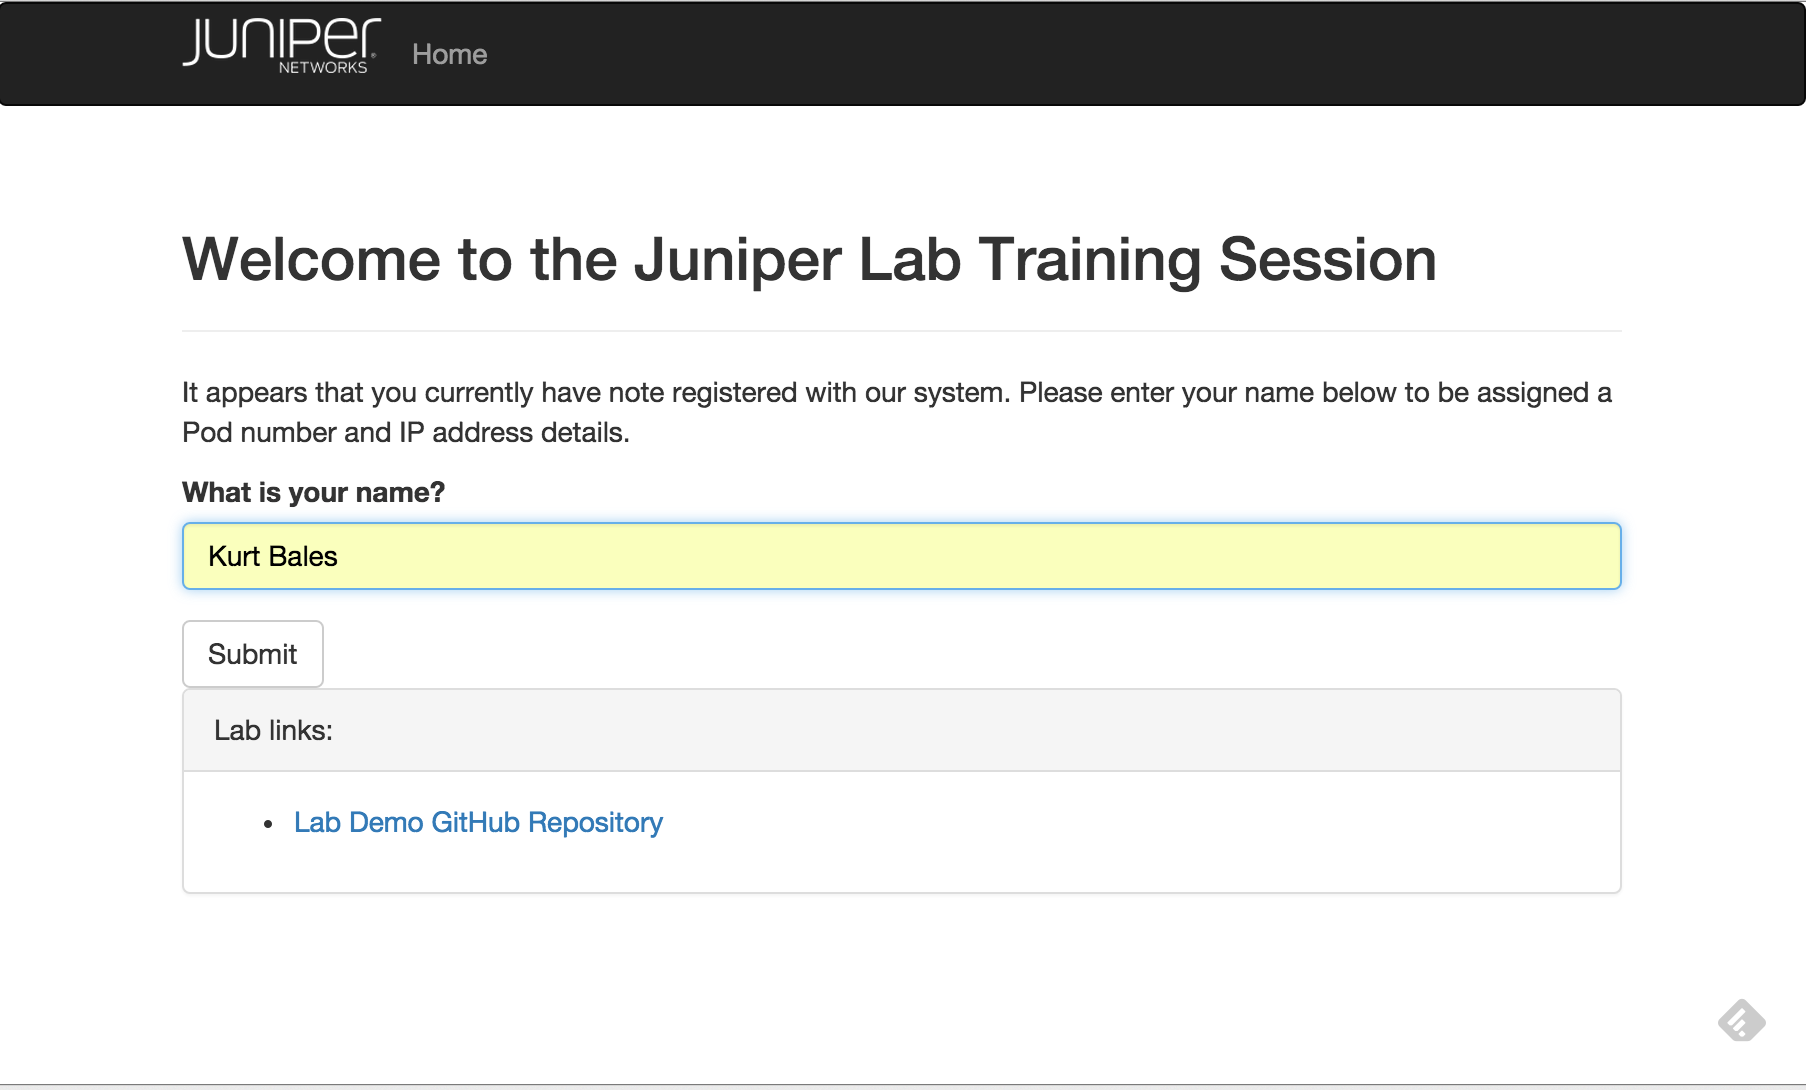 Juniper
NETWORKS
Home
Welcome to the Juniper Lab Training Session
It appears that you currently have note registered with our system. Please enter your name below to be assigned a
Pod number and IP address details.
What is your name?
Kurt Bales
Submit
Lab links:
• Lab Demo GitHub Repository